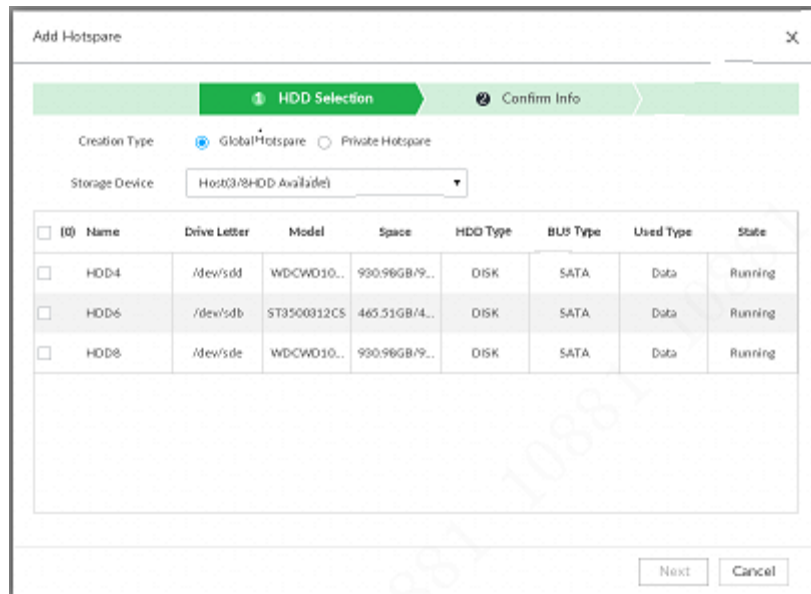 Add Hotspare
1 HDD Selection 2 Confirm Info
Creation Type Global Hotspare Private Hotspare
Storage Device Host(3/8HDD Available)
(0) Name Drive Letter Model Space HDD Type BUS Type Used Type State
HDD4 /dev/sdd WDCWD10... 930.98GB/9... DISK SATA Data Running
HDD6 /dev/sdb ST3500312CS 465.51GB/4... DISK SATA Data Running
HDD8 /dev/sde WDCWD10... 930.98GB/9... DISK SATA Data Running
10881 10881
Next Cancel